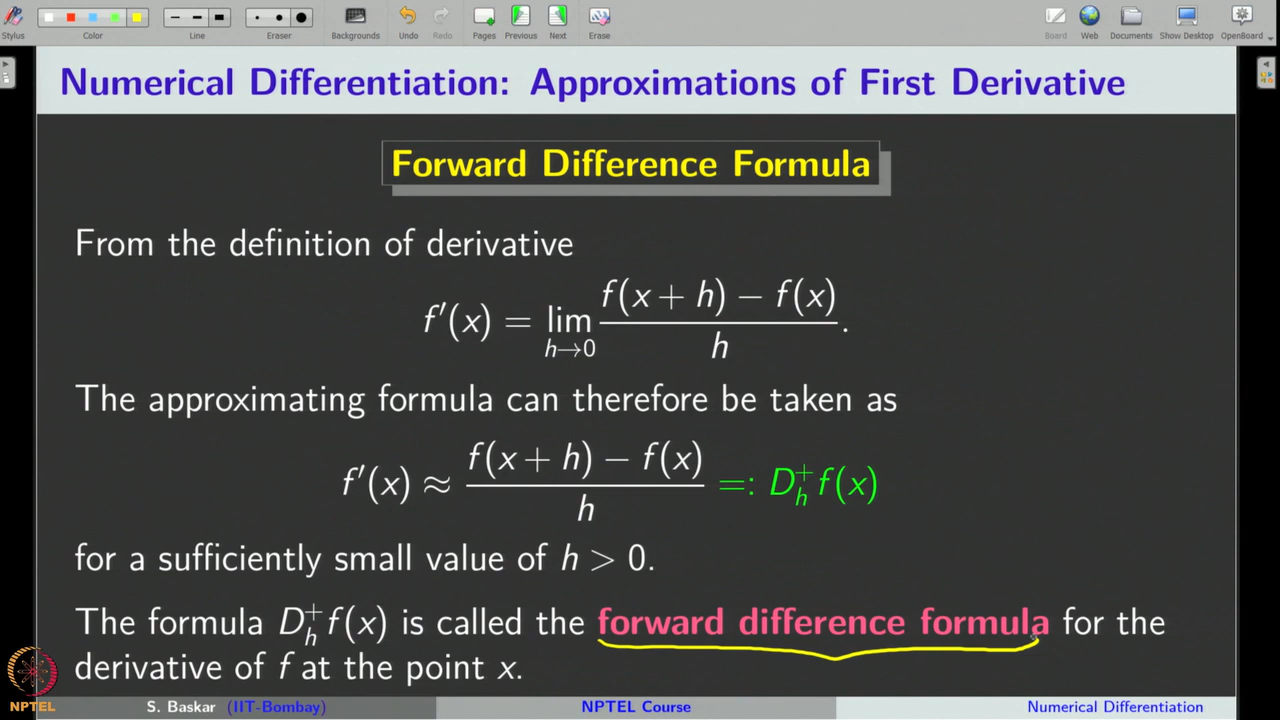 Stylus Color Line Eraser Backgrounds Undo Redo Pages Previous Next Erase Board Web Documents Show Desktop OpenBoard
Numerical Differentiation: Approximations of First Derivative
Forward Difference Formula
From the definition of derivative
f′(x) = lim_{h→0} (f(x + h) − f(x)) / h.
The approximating formula can therefore be taken as
f′(x) ≈ (f(x + h) − f(x)) / h =: D_h^+ f(x)
for a sufficiently small value of h > 0.
The formula D_h^+ f(x) is called the forward difference formula for the
derivative of f at the point x.
NPTEL
S. Baskar (IIT-Bombay) NPTEL Course Numerical Differentiation